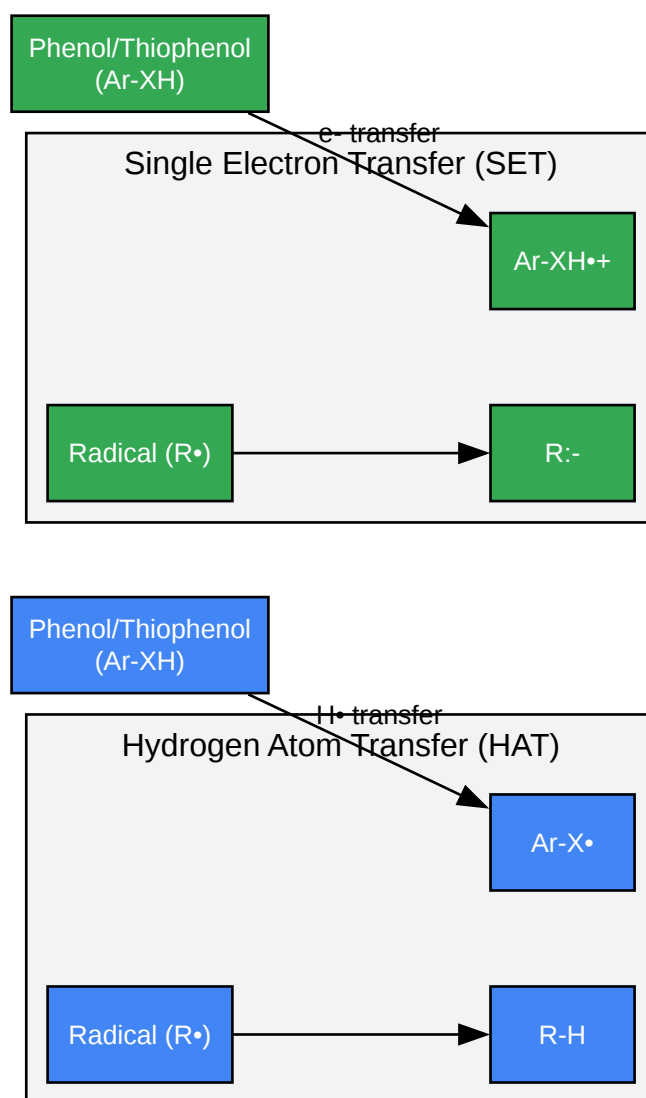 Phenol/Thiophenol
(Ar-XH)
e- transfer
Single Electron Transfer (SET)
Ar-XH•+
Radical (R•)
R:-
Phenol/Thiophenol
(Ar-XH)
H• transfer
Hydrogen Atom Transfer (HAT)
Ar-X•
Radical (R•)
R-H